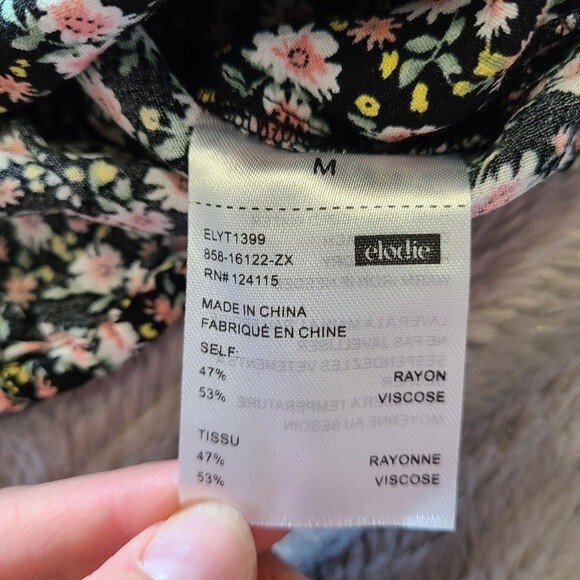 M
ELYT1399
858-16122-ZX
elodie
RN# 124115
MADE IN CHINA
FABRIQUÉ EN CHINE
SELF:
47% RAYON
53% VISCOSE
TISSU
47% RAYONNE
53% VISCOSE